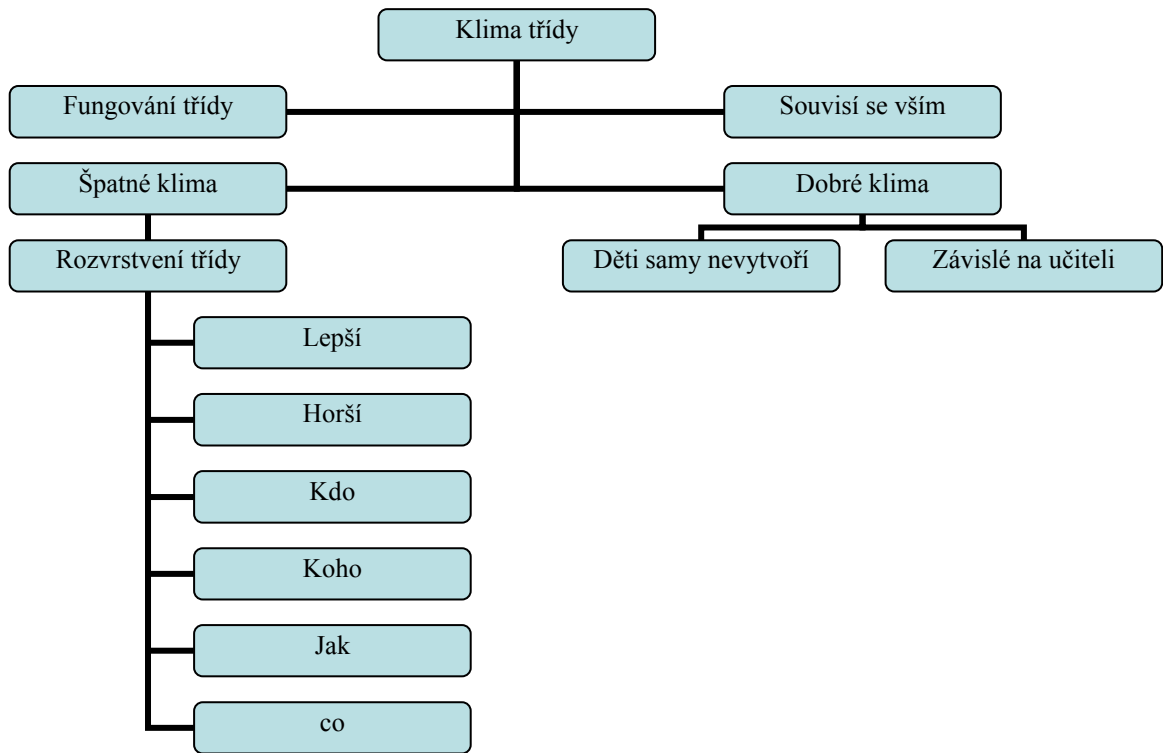 Klima třídy
Fungování třídy
Souvisí se vším
Špatné klima
Dobré klima
Rozvrstvení třídy
Děti samy nevytvoří
Závislé na učiteli
Lepší
Horší
Kdo
Koho
Jak
co